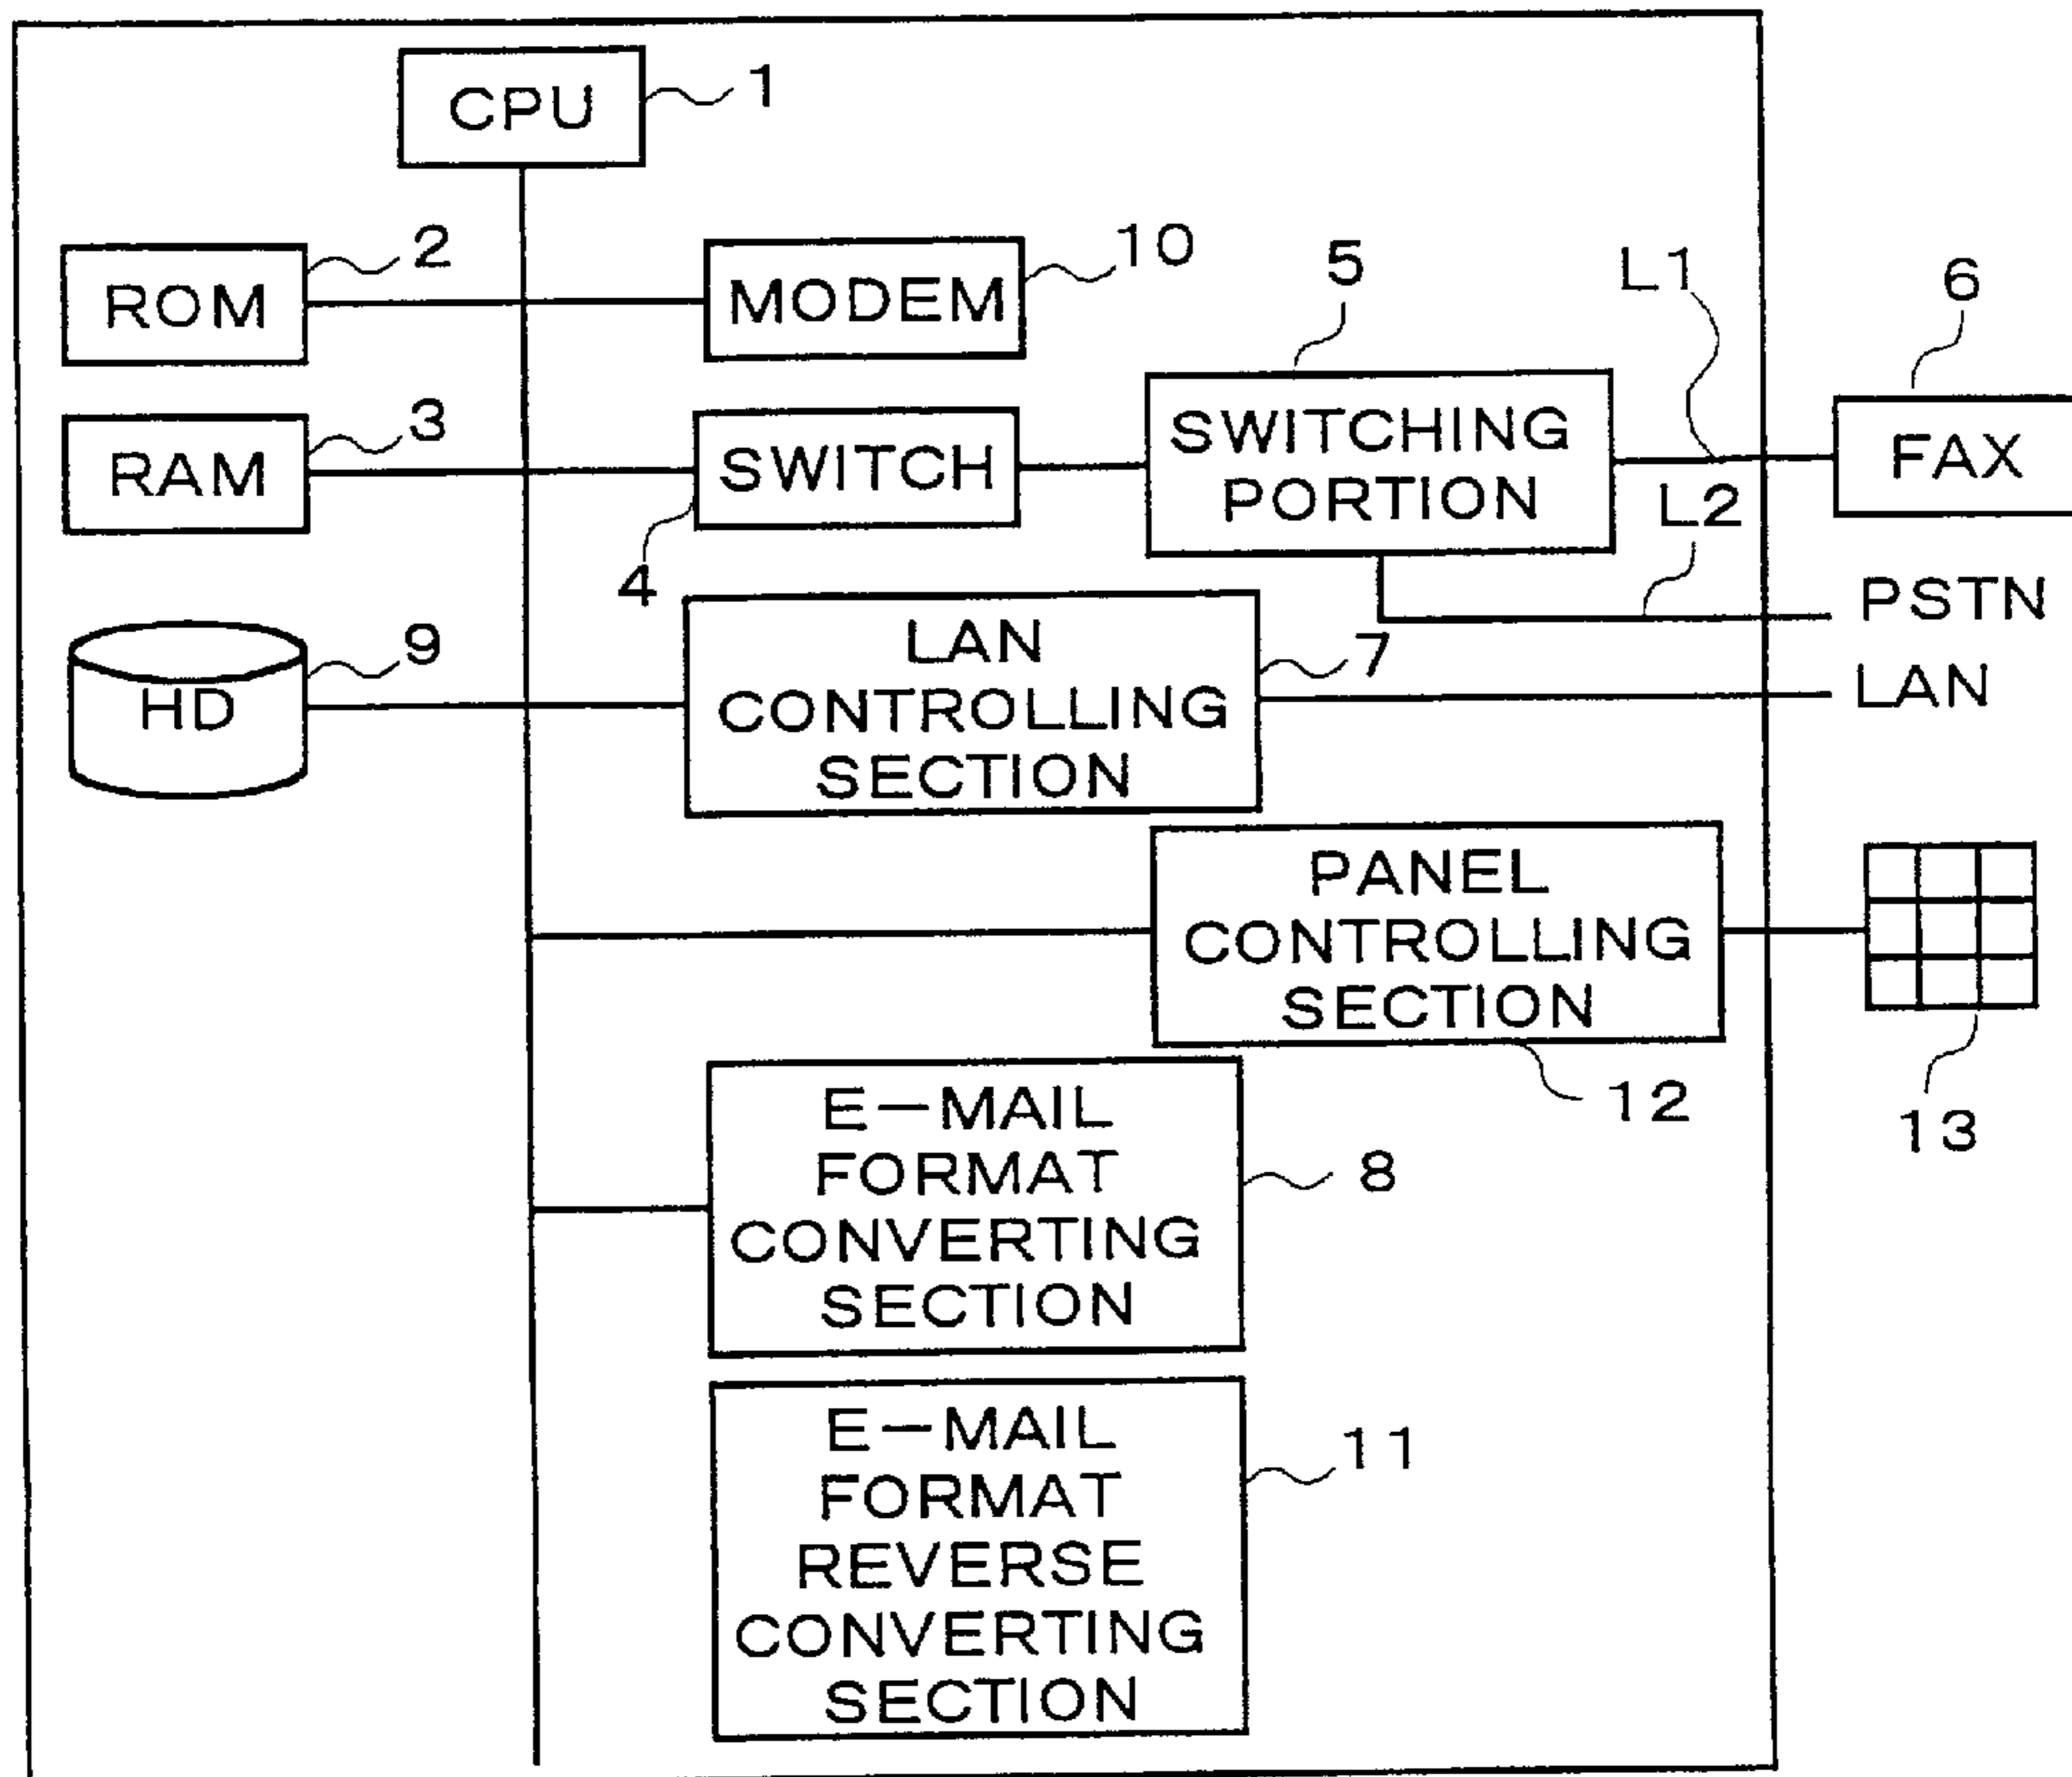 CPU
1
ROM
2
MODEM
10
5
L1
6
RAM
3
SWITCH
4
SWITCHING
PORTION
FAX
L2
PSTN
HD
9
LAN
CONTROLLING
SECTION
7
LAN
PANEL
CONTROLLING
SECTION
12
13
E-MAIL
FORMAT
CONVERTING
SECTION
8
E-MAIL
FORMAT
REVERSE
CONVERTING
SECTION
11